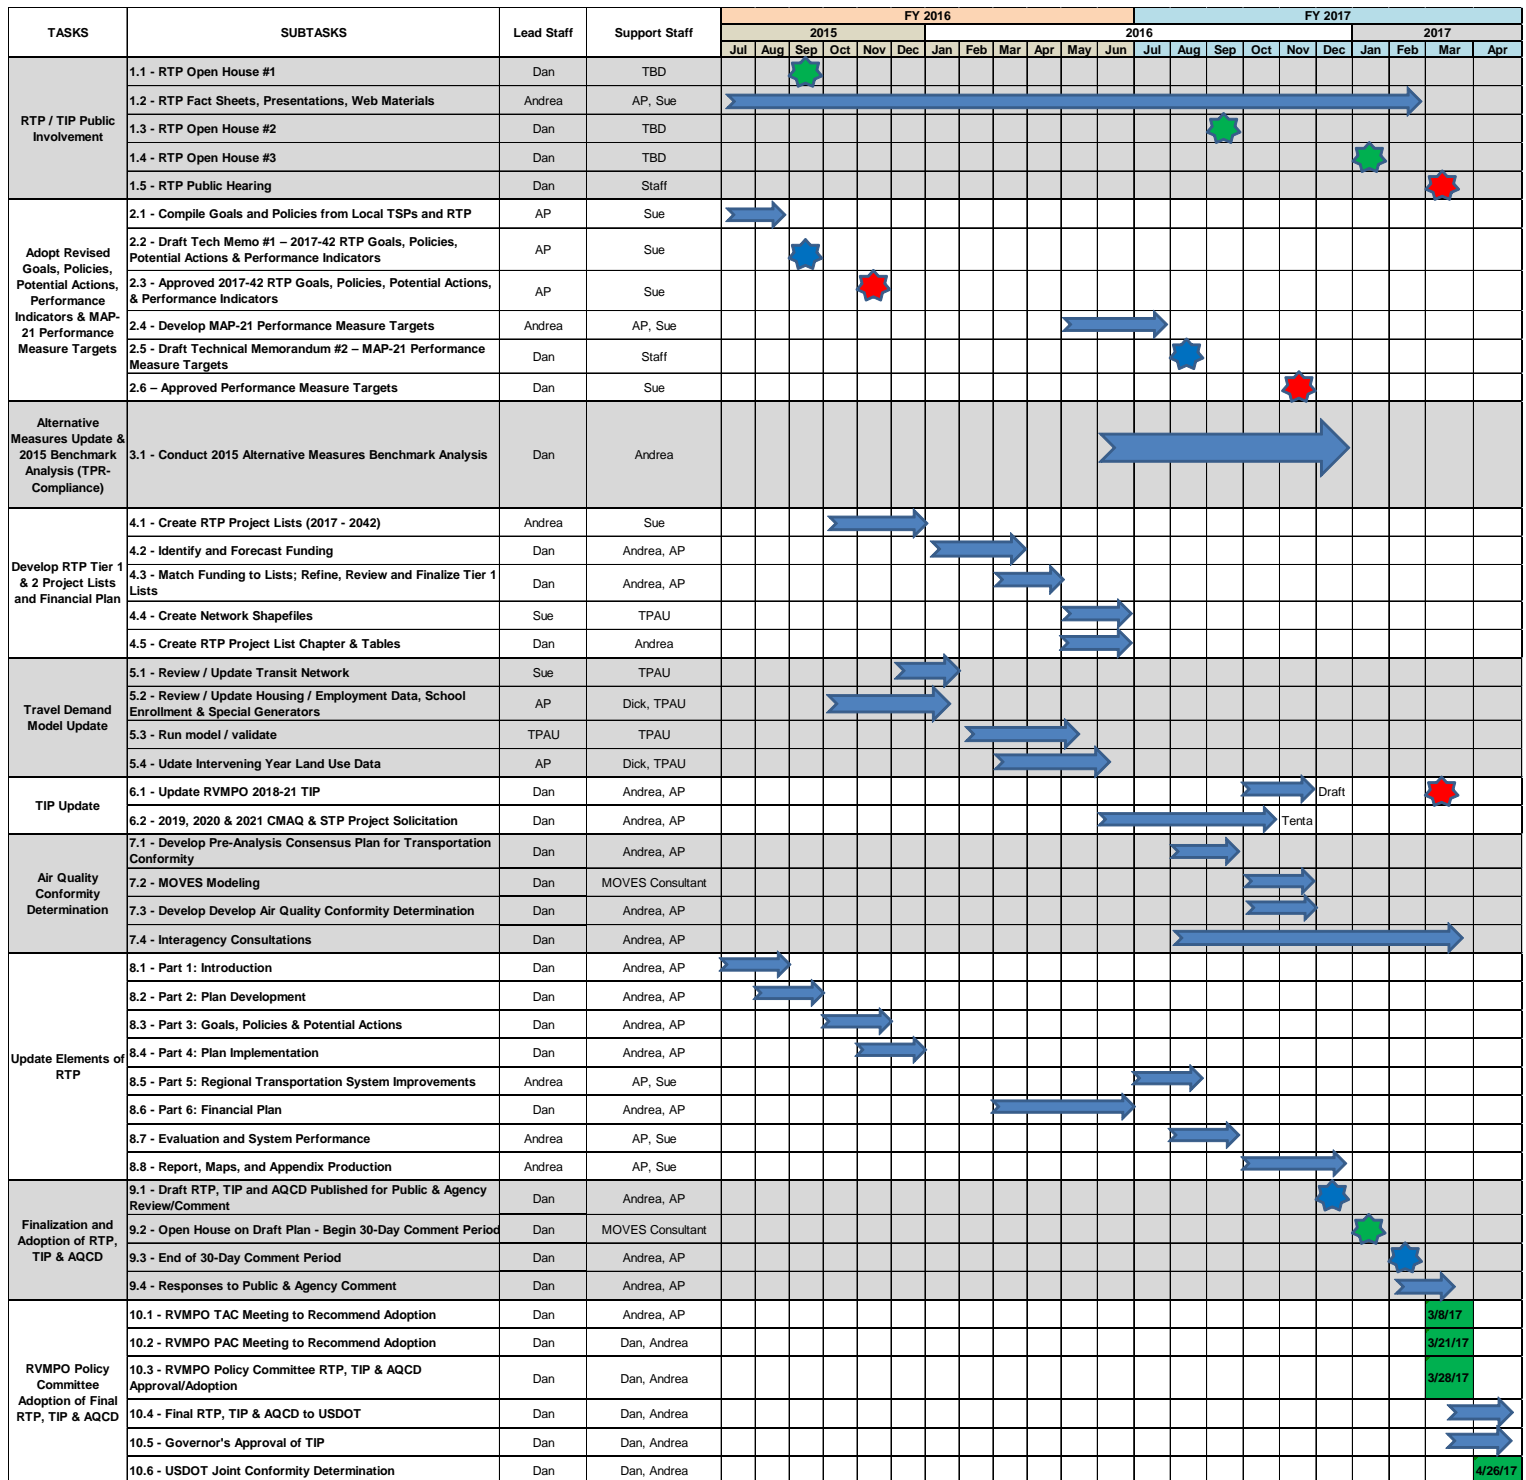 FY 2016 FY 2017
TASKS SUBTASKS Lead Staff Support Staff 2015 2016 2017
Jul Aug Sep Oct Nov Dec Jan Feb Mar Apr May Jun Jul Aug Sep Oct Nov Dec Jan Feb Mar Apr
RTP / TIP Public
Involvement
1.1 - RTP Open House #1 Dan TBD
1.2 - RTP Fact Sheets, Presentations, Web Materials Andrea AP, Sue
1.3 - RTP Open House #2 Dan TBD
1.4 - RTP Open House #3 Dan TBD
1.5 - RTP Public Hearing Dan Staff
Adopt Revised
Goals, Policies,
Potential Actions,
Performance
Indicators & MAP-
21 Performance
Measure Targets
2.1 - Compile Goals and Policies from Local TSPs and RTP AP Sue
2.2 - Draft Tech Memo #1 – 2017-42 RTP Goals, Policies,
Potential Actions & Performance Indicators AP Sue
2.3 - Approved 2017-42 RTP Goals, Policies, Potential Actions,
& Performance Indicators AP Sue
2.4 - Develop MAP-21 Performance Measure Targets Andrea AP, Sue
2.5 - Draft Technical Memorandum #2 – MAP-21 Performance
Measure Targets Dan Staff
2.6 – Approved Performance Measure Targets Dan Sue
Alternative
Measures Update &
2015 Benchmark
Analysis (TPR-
Compliance)
3.1 - Conduct 2015 Alternative Measures Benchmark Analysis Dan Andrea
Develop RTP Tier 1
& 2 Project Lists
and Financial Plan
4.1 - Create RTP Project Lists (2017 - 2042) Andrea Sue
4.2 - Identify and Forecast Funding Dan Andrea, AP
4.3 - Match Funding to Lists; Refine, Review and Finalize Tier 1
Lists Dan Andrea, AP
4.4 - Create Network Shapefiles Sue TPAU
4.5 - Create RTP Project List Chapter & Tables Dan Andrea
Travel Demand
Model Update
5.1 - Review / Update Transit Network Sue TPAU
5.2 - Review / Update Housing / Employment Data, School
Enrollment & Special Generators AP Dick, TPAU
5.3 - Run model / validate TPAU TPAU
5.4 - Udate Intervening Year Land Use Data AP Dick, TPAU
TIP Update
6.1 - Update RVMPO 2018-21 TIP Dan Andrea, AP Draft
6.2 - 2019, 2020 & 2021 CMAQ & STP Project Solicitation Dan Andrea, AP Tenta
Air Quality
Conformity
Determination
7.1 - Develop Pre-Analysis Consensus Plan for Transportation
Conformity Dan Andrea, AP
7.2 - MOVES Modeling Dan MOVES Consultant
7.3 - Develop Develop Air Quality Conformity Determination Dan Andrea, AP
7.4 - Interagency Consultations Dan Andrea, AP
Update Elements of
RTP
8.1 - Part 1: Introduction Dan Andrea, AP
8.2 - Part 2: Plan Development Dan Andrea, AP
8.3 - Part 3: Goals, Policies & Potential Actions Dan Andrea, AP
8.4 - Part 4: Plan Implementation Dan Andrea, AP
8.5 - Part 5: Regional Transportation System Improvements Andrea AP, Sue
8.6 - Part 6: Financial Plan Dan Andrea, AP
8.7 - Evaluation and System Performance Andrea AP, Sue
8.8 - Report, Maps, and Appendix Production Andrea AP, Sue
Finalization and
Adoption of RTP,
TIP & AQCD
9.1 - Draft RTP, TIP and AQCD Published for Public & Agency
Review/Comment Dan Andrea, AP
9.2 - Open House on Draft Plan - Begin 30-Day Comment Period Dan MOVES Consultant
9.3 - End of 30-Day Comment Period Dan Andrea, AP
9.4 - Responses to Public & Agency Comment Dan Andrea, AP
RVMPO Policy
Committee
Adoption of Final
RTP, TIP & AQCD
10.1 - RVMPO TAC Meeting to Recommend Adoption Dan Andrea, AP 3/8/17
10.2 - RVMPO PAC Meeting to Recommend Adoption Dan Dan, Andrea 3/21/17
10.3 - RVMPO Policy Committee RTP, TIP & AQCD
Approval/Adoption Dan Dan, Andrea 3/28/17
10.4 - Final RTP, TIP & AQCD to USDOT Dan Dan, Andrea
10.5 - Governor's Approval of TIP Dan Dan, Andrea
10.6 - USDOT Joint Conformity Determination Dan Dan, Andrea 4/26/17